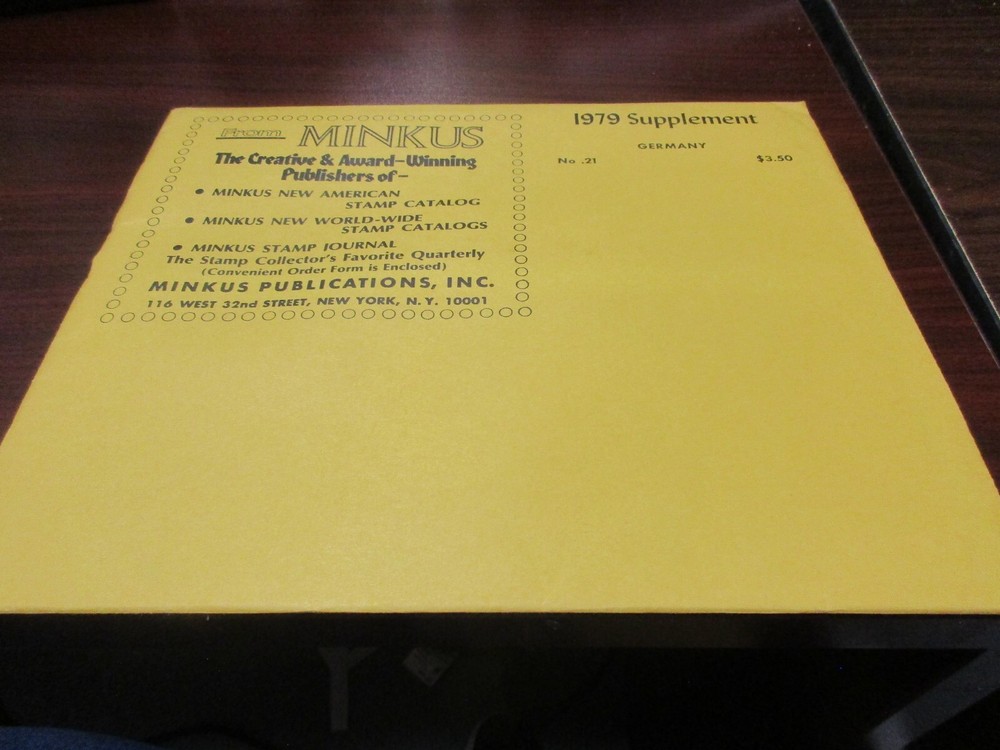 From MINKUS
The Creative & Award-Winning
Publishers of-
• MINKUS NEW AMERICAN
STAMP CATALOG
• MINKUS NEW WORLD-WIDE
STAMP CATALOGS
• MINKUS STAMP JOURNAL
The Stamp Collector's Favorite Quarterly
(Convenient Order Form is Enclosed)
MINKUS PUBLICATIONS, INC.
116 WEST 32nd STREET, NEW YORK, N.Y. 10001
1979 Supplement
GERMANY
No .21 $3.50